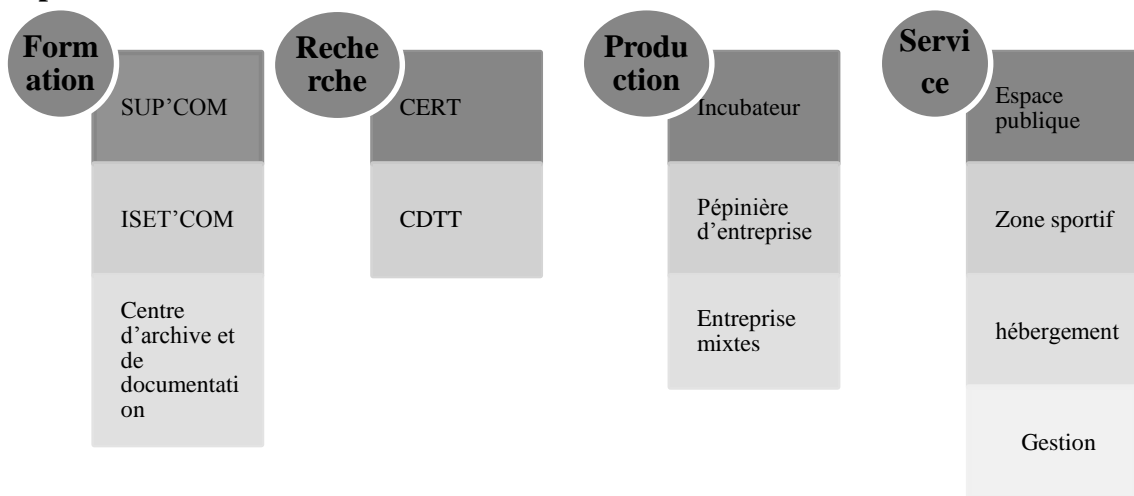 Form
ation
SUP’COM
ISET’COM
Centre
d’archive et
de
documentati
on
Reche
rche
CERT
CDTT
Produ
ction
Incubateur
Pépinière
d’entreprise
Entreprise
mixtes
Servi
ce
Espace
publique
Zone sportif
hébergement
Gestion